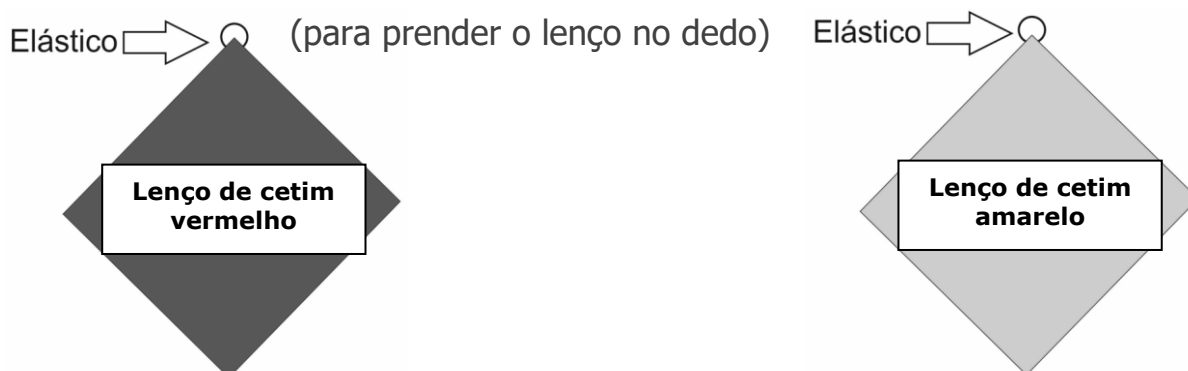 Elástico
(para prender o lenço no dedo)
Elástico
Lenço de cetim
vermelho
Lenço de cetim
amarelo